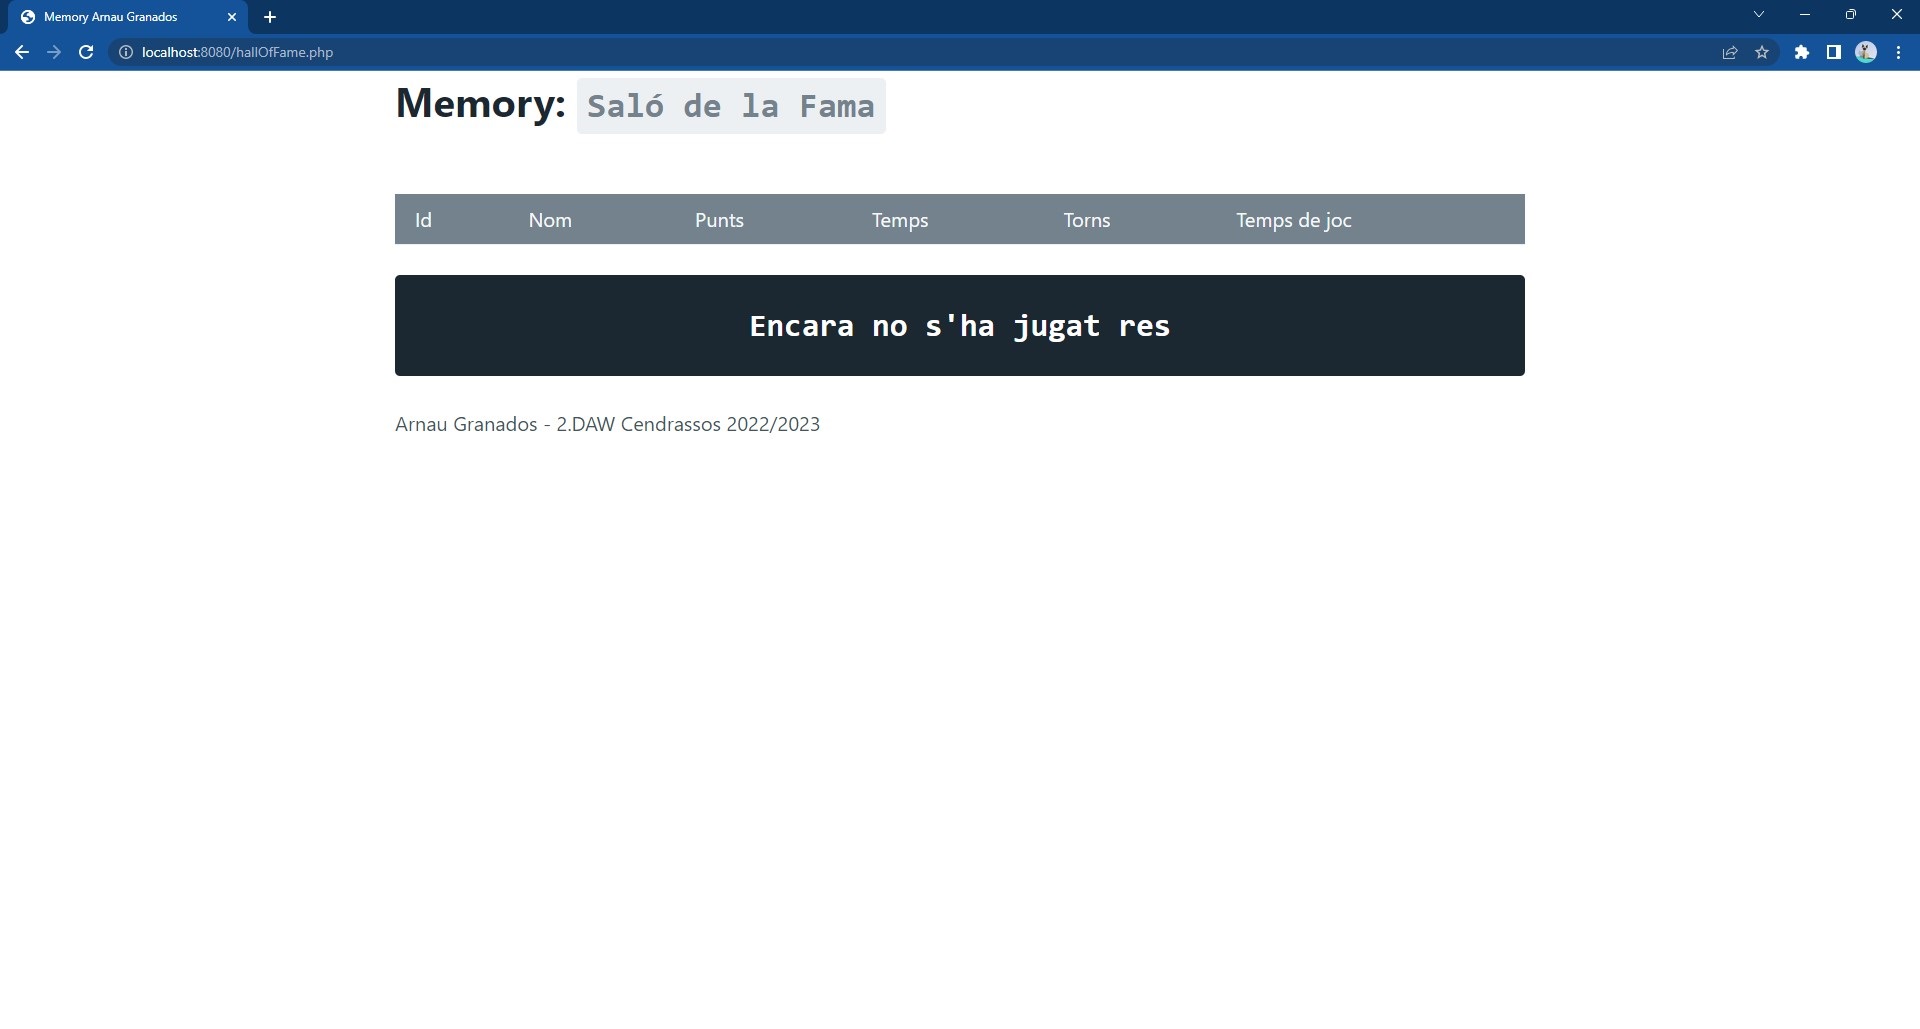 Memory Arnau Granados
localhost:8080/hallOfFame.php
Memory: Saló de la Fama
Id Nom Punts Temps Torns Temps de joc
Encara no s'ha jugat res
Arnau Granados - 2.DAW Cendrassos 2022/2023